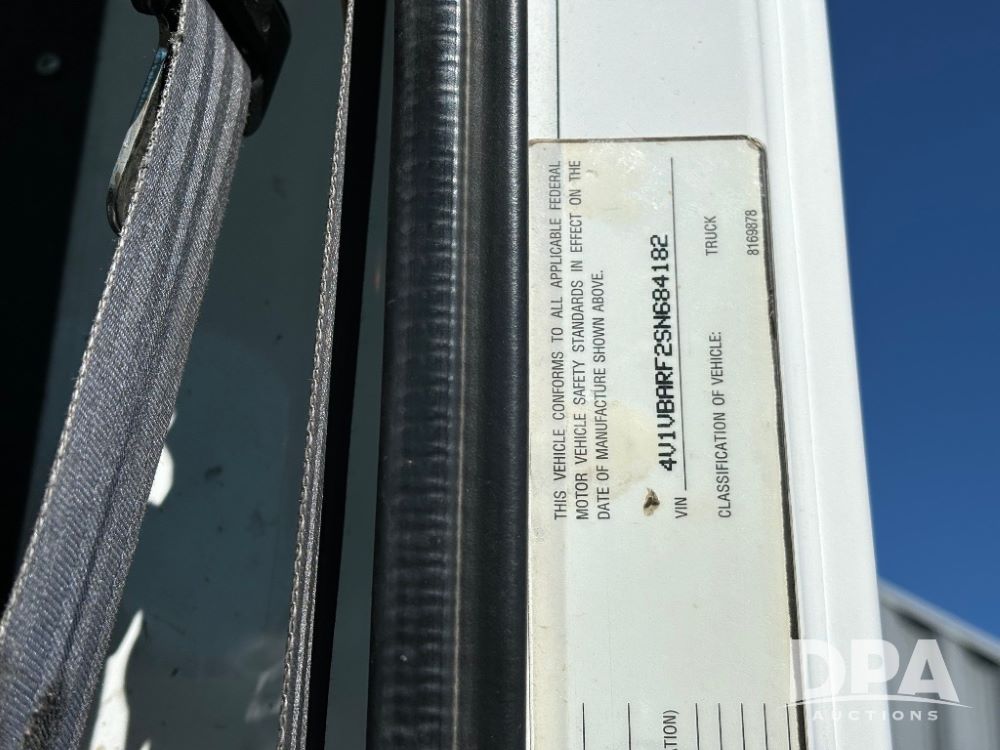 THIS VEHICLE CONFORMS TO ALL APPLICABLE FEDERAL
MOTOR VEHICLE SAFETY STANDARDS IN EFFECT ON THE
DATE OF MANUFACTURE SHOWN ABOVE.
VIN 4V1VBARF2SN684182
CLASSIFICATION OF VEHICLE: TRUCK
8169878
DPA
AUCTIONS